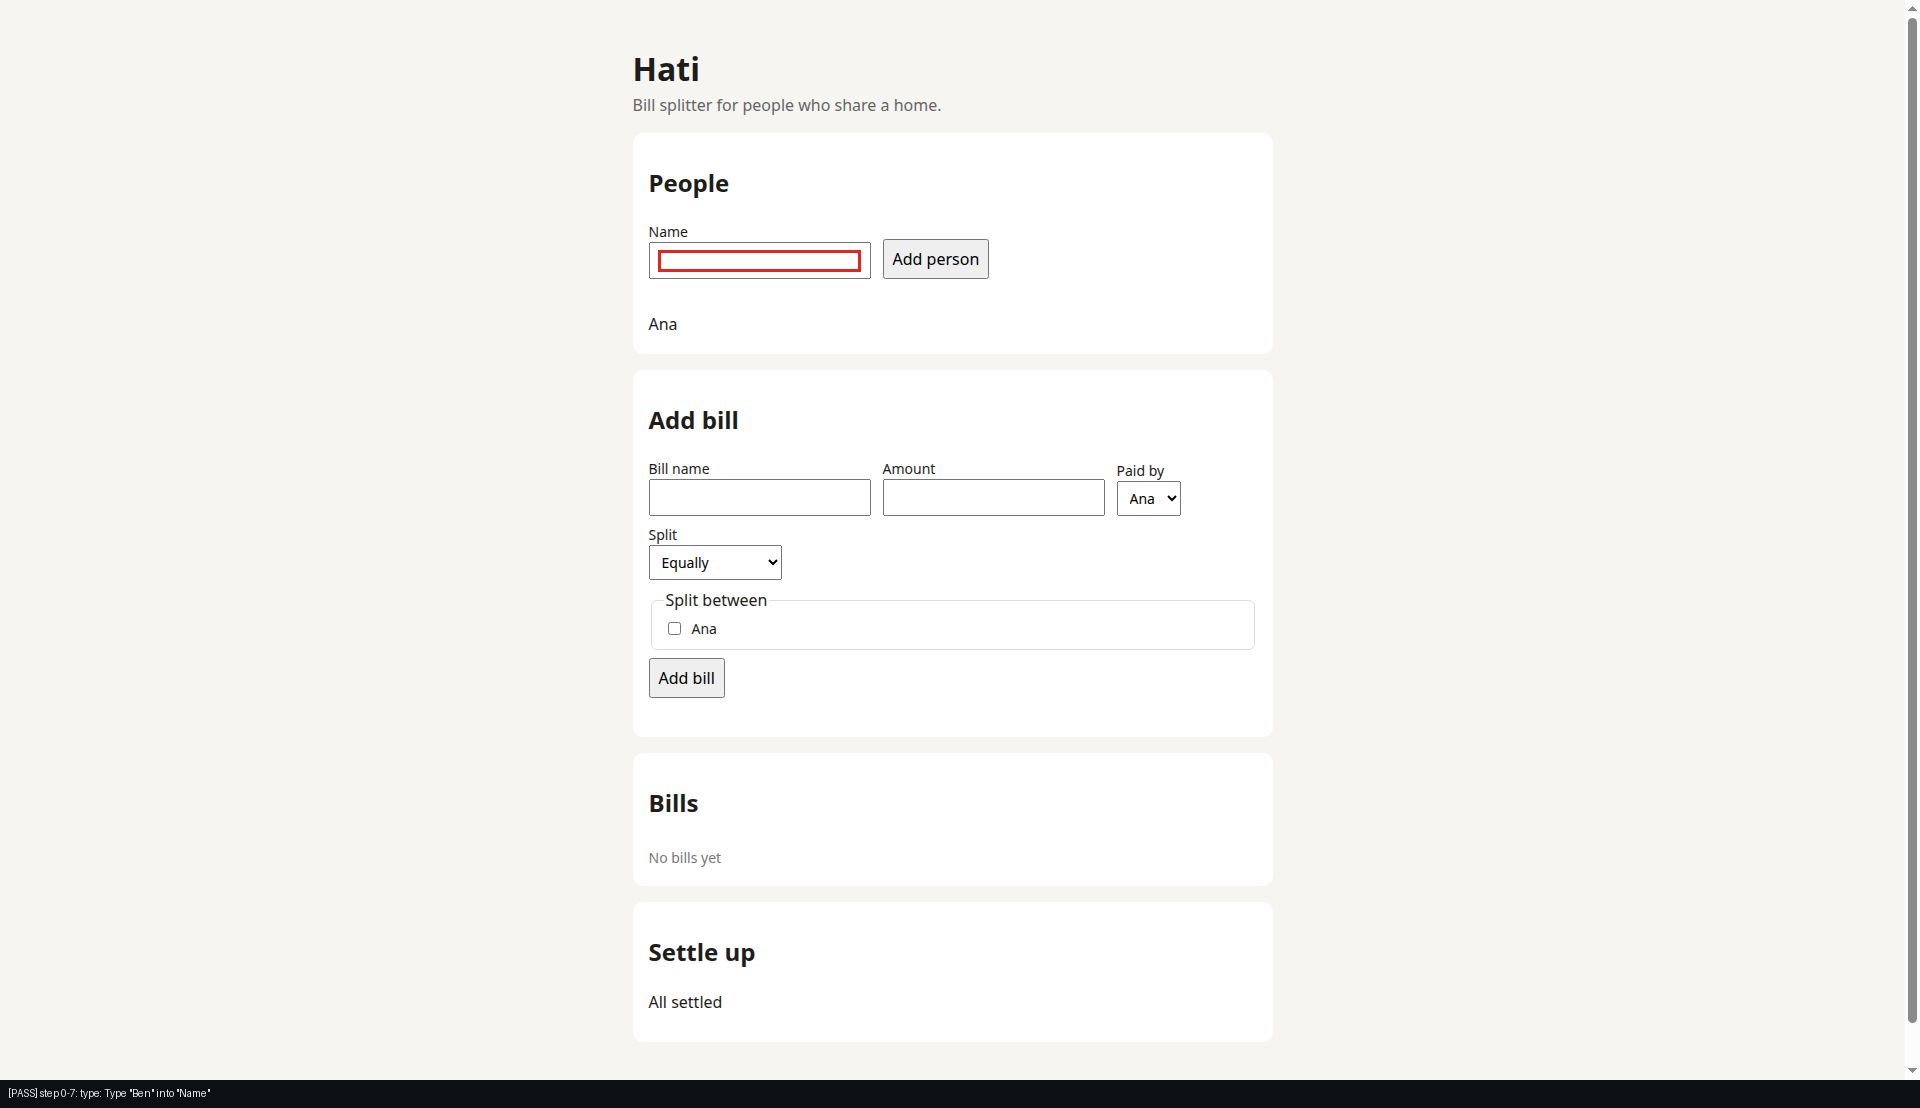 Hati
Bill splitter for people who share a home.
People
Name
Add person
Ana
Add bill
Bill name
Amount
Paid by
Ana
Split
Equally
Split between
Ana
Add bill
Bills
No bills yet
Settle up
All settled
[PASS] step 0-7: type: Type "Ben" into "Name"